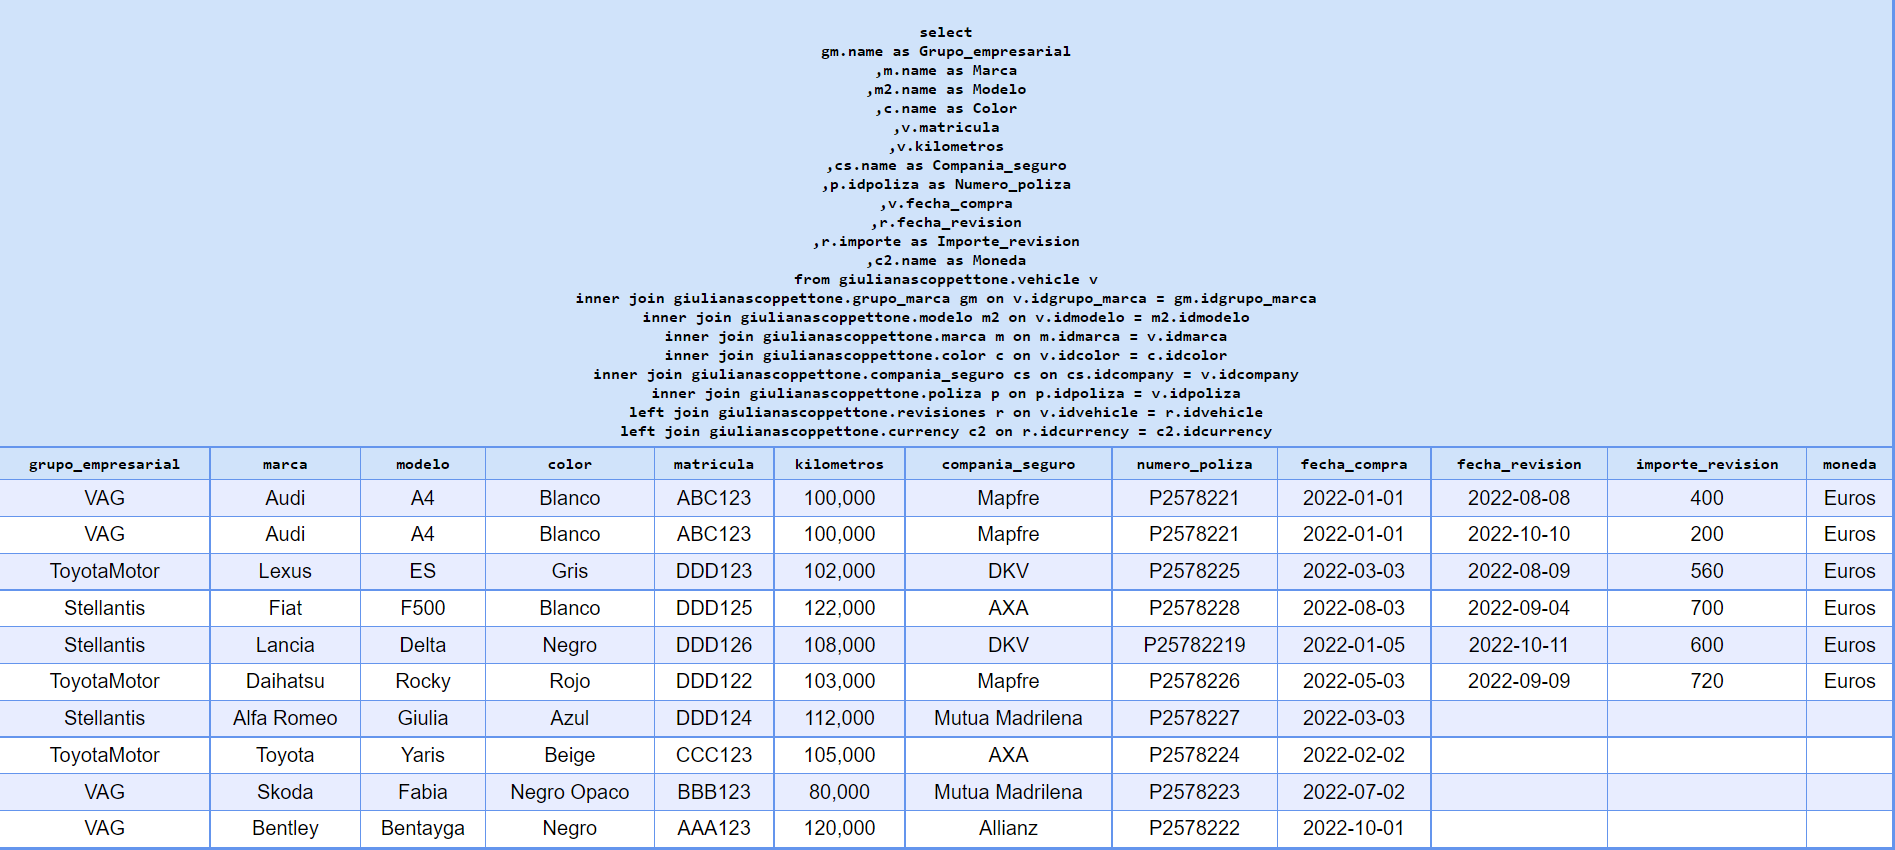 select
gm.name as Grupo_empresarial
,m.name as Marca
,m2.name as Modelo
,c.name as Color
,v.matricula
,v.kilometros
,cs.name as Compania_seguro
,p.idpoliza as Numero_poliza
,v.fecha_compra
,r.fecha_revision
,r.importe as Importe_revision
,c2.name as Moneda
from giulianascoppettone.vehicle v
inner join giulianascoppettone.grupo_marca gm on v.idgrupo_marca = gm.idgrupo_marca
inner join giulianascoppettone.modelo m2 on v.idmodelo = m2.idmodelo
inner join giulianascoppettone.marca m on m.idmarca = v.idmarca
inner join giulianascoppettone.color c on v.idcolor = c.idcolor
inner join giulianascoppettone.compania_seguro cs on cs.idcompany = v.idcompany
inner join giulianascoppettone.poliza p on p.idpoliza = v.idpoliza
left join giulianascoppettone.revisiones r on v.idvehicle = r.idvehicle
left join giulianascoppettone.currency c2 on r.idcurrency = c2.idcurrency
grupo_empresarial marca modelo color matricula kilometros compania_seguro numero_poliza fecha_compra fecha_revision importe_revision moneda
VAG Audi A4 Blanco ABC123 100,000 Mapfre P2578221 2022-01-01 2022-08-08 400 Euros
VAG Audi A4 Blanco ABC123 100,000 Mapfre P2578221 2022-01-01 2022-10-10 200 Euros
ToyotaMotor Lexus ES Gris DDD123 102,000 DKV P2578225 2022-03-03 2022-08-09 560 Euros
Stellantis Fiat F500 Blanco DDD125 122,000 AXA P2578228 2022-08-03 2022-09-04 700 Euros
Stellantis Lancia Delta Negro DDD126 108,000 DKV P25782219 2022-01-05 2022-10-11 600 Euros
ToyotaMotor Daihatsu Rocky Rojo DDD122 103,000 Mapfre P2578226 2022-05-03 2022-09-09 720 Euros
Stellantis Alfa Romeo Giulia Azul DDD124 112,000 Mutua Madrilena P2578227 2022-03-03
ToyotaMotor Toyota Yaris Beige CCC123 105,000 AXA P2578224 2022-02-02
VAG Skoda Fabia Negro Opaco BBB123 80,000 Mutua Madrilena P2578223 2022-07-02
VAG Bentley Bentayga Negro AAA123 120,000 Allianz P2578222 2022-10-01